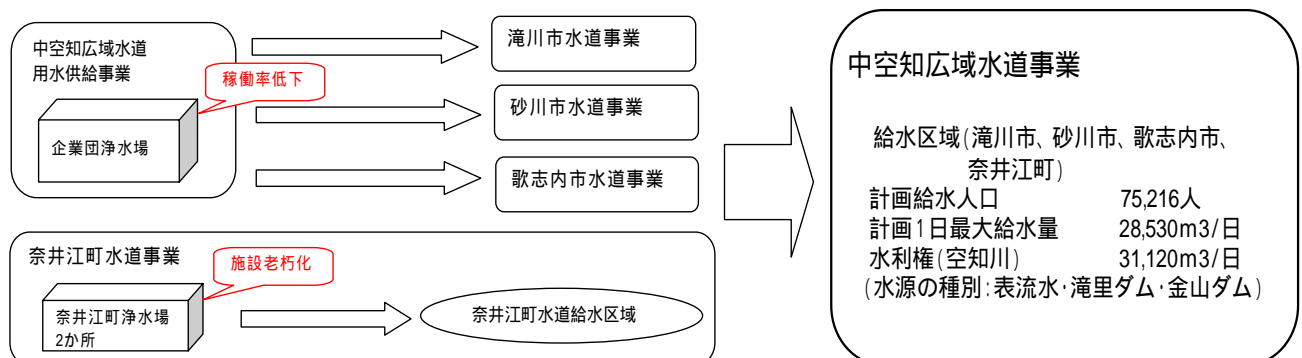 中空知広域水道
用水供給事業
稼働率低下
企業団浄水場
滝川市水道事業
砂川市水道事業
歌志内市水道事業
奈井江町水道事業
施設老朽化
奈井江町浄水場
2か所
奈井江町水道給水区域
中空知広域水道事業
給水区域(滝川市、砂川市、歌志内市、
奈井江町)
計画給水人口 75,216人
計画1日最大給水量 28,530m3/日
水利権(空知川) 31,120m3/日
(水源の種別:表流水・滝里ダム・金山ダム)